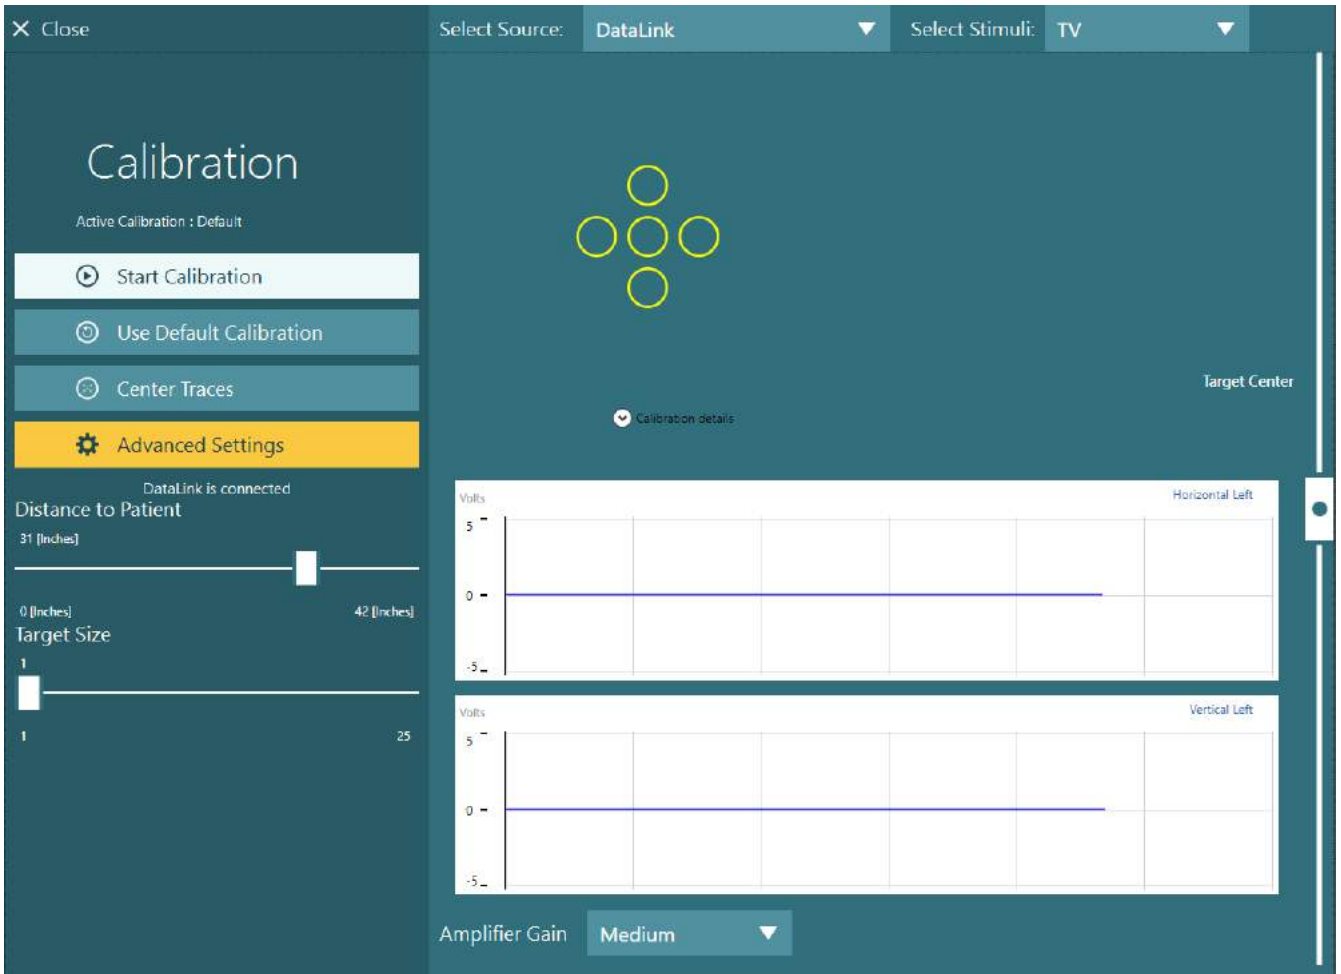 Close
Select Source: DataLink Select Stimuli: TV
Calibration
Active Calibration : Default
Start Calibration
Use Default Calibration
Center Traces
Advanced Settings
DataLink is connected
Distance to Patient
31 [Inches]
0 [Inches] 42 [Inches]
Target Size
1
1 25
Target Center
Calibration details
Volts Horizontal Left
5
0
-5
Volts Vertical Left
5
0
-5
Amplifier Gain Medium